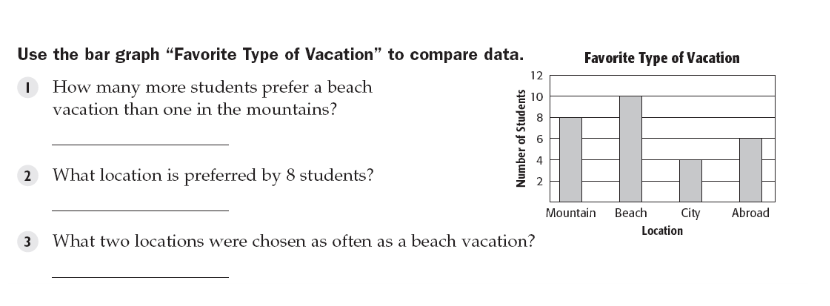 Use the bar graph “Favorite Type of Vacation” to compare data.
1 How many more students prefer a beach
vacation than one in the mountains?
2 What location is preferred by 8 students?
3 What two locations were chosen as often as a beach vacation?
Favorite Type of Vacation
Number of Students
12
10
8
6
4
2
Mountain Beach City Abroad
Location